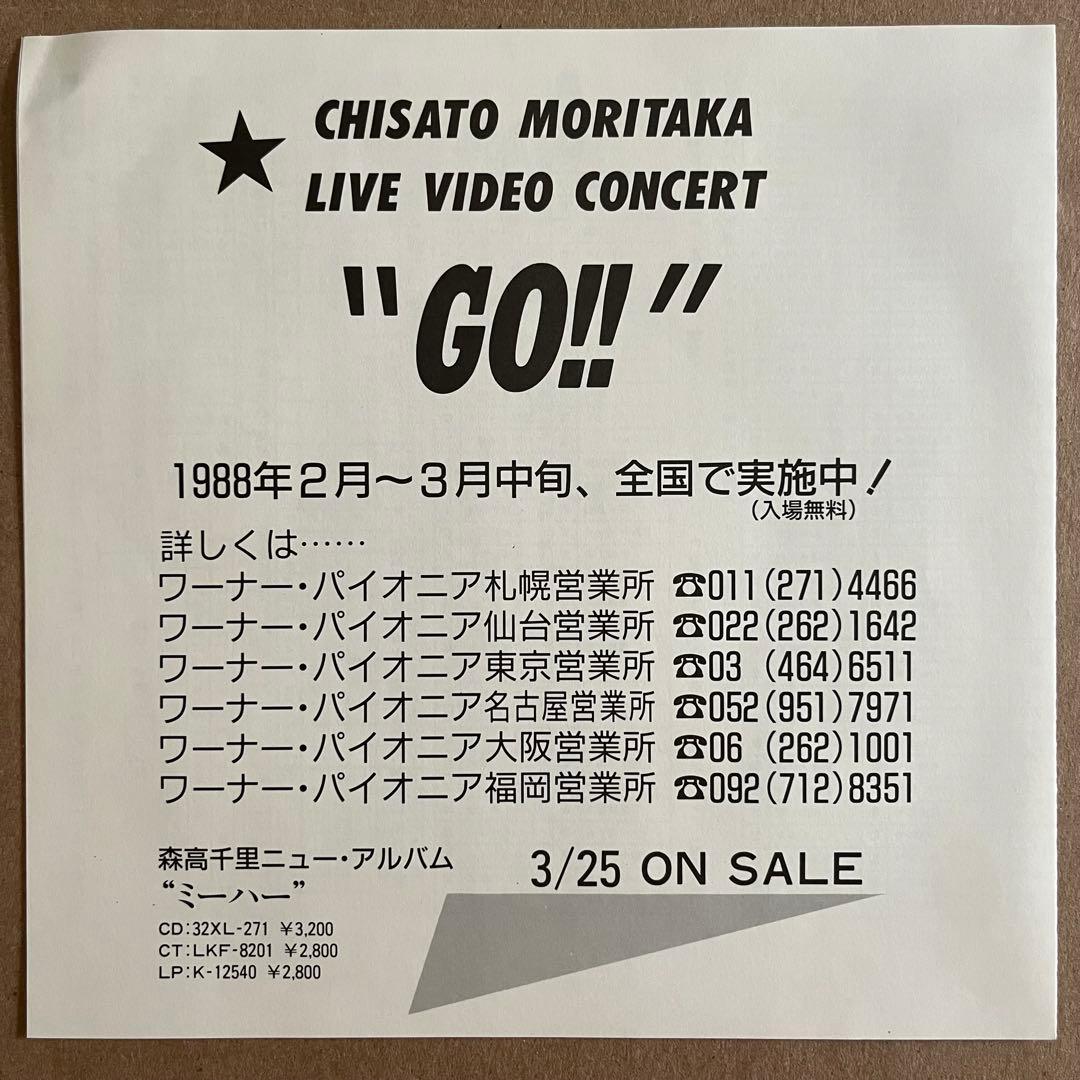 ★ CHISATO MORITAKA
LIVE VIDEO CONCERT
"GO!!"
1988年2月〜3月中旬、全国で実施中！
(入場無料)
詳しくは……
ワーナー・パイオニア札幌営業所 ☎011(271)4466
ワーナー・パイオニア仙台営業所 ☎022(262)1642
ワーナー・パイオニア東京営業所 ☎03 (464)6511
ワーナー・パイオニア名古屋営業所 ☎052(951)7971
ワーナー・パイオニア大阪営業所 ☎06 (262)1001
ワーナー・パイオニア福岡営業所 ☎092(712)8351
森高千里ニュー・アルバム
“ミーハー”
3/25 ON SALE
CD:32XL-271 ￥3,200
CT:LKF-8201 ￥2,800
LP:K-12540 ￥2,800